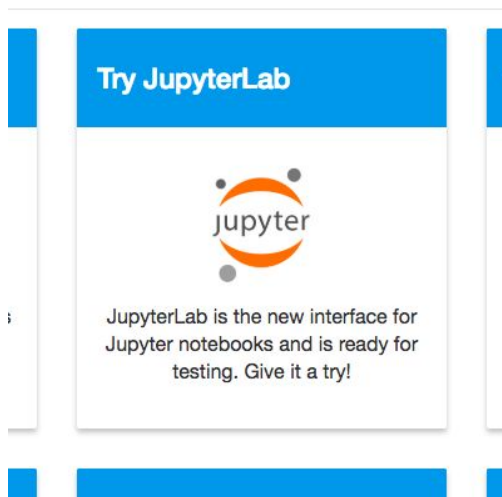 Try JupyterLab
jupyter
JupyterLab is the new interface for
Jupyter notebooks and is ready for
testing. Give it a try!